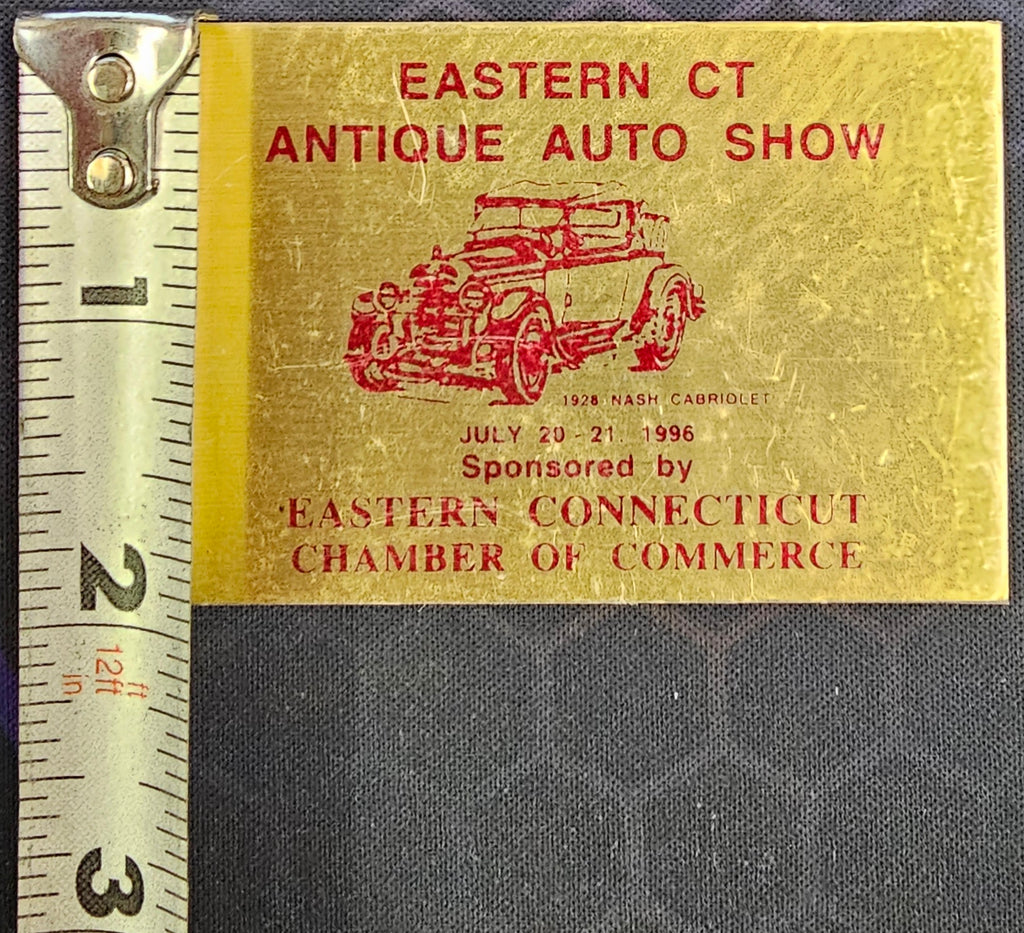 EASTERN CT
ANTIQUE AUTO SHOW
1928 NASH CABRIOLET
JULY 20-21, 1996
Sponsored by
EASTERN CONNECTICUT
CHAMBER OF COMMERCE
1
2
12ft ft
in
3